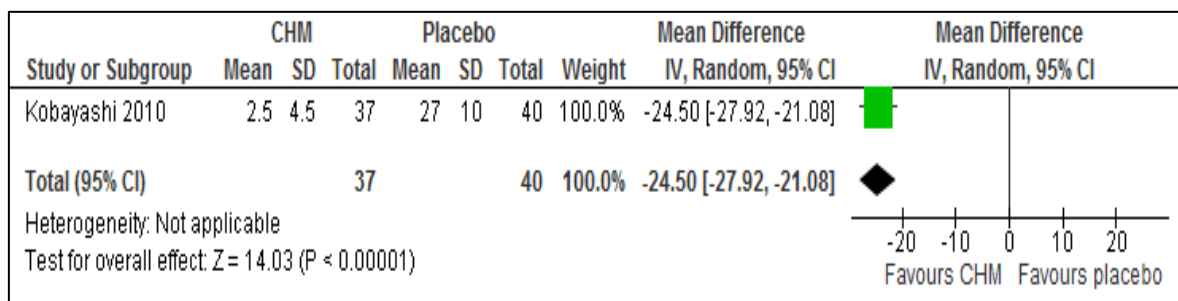 CHM Placebo Mean Difference Mean Difference
Study or Subgroup Mean SD Total Mean SD Total Weight IV, Random, 95% CI IV, Random, 95% CI
Kobayashi 2010 2.5 4.5 37 27 10 40 100.0% -24.50 [-27.92, -21.08]
Total (95% CI) 37 40 100.0% -24.50 [-27.92, -21.08]
Heterogeneity: Not applicable
Test for overall effect: Z = 14.03 (P < 0.00001)
-20 -10 0 10 20
Favours CHM Favours placebo